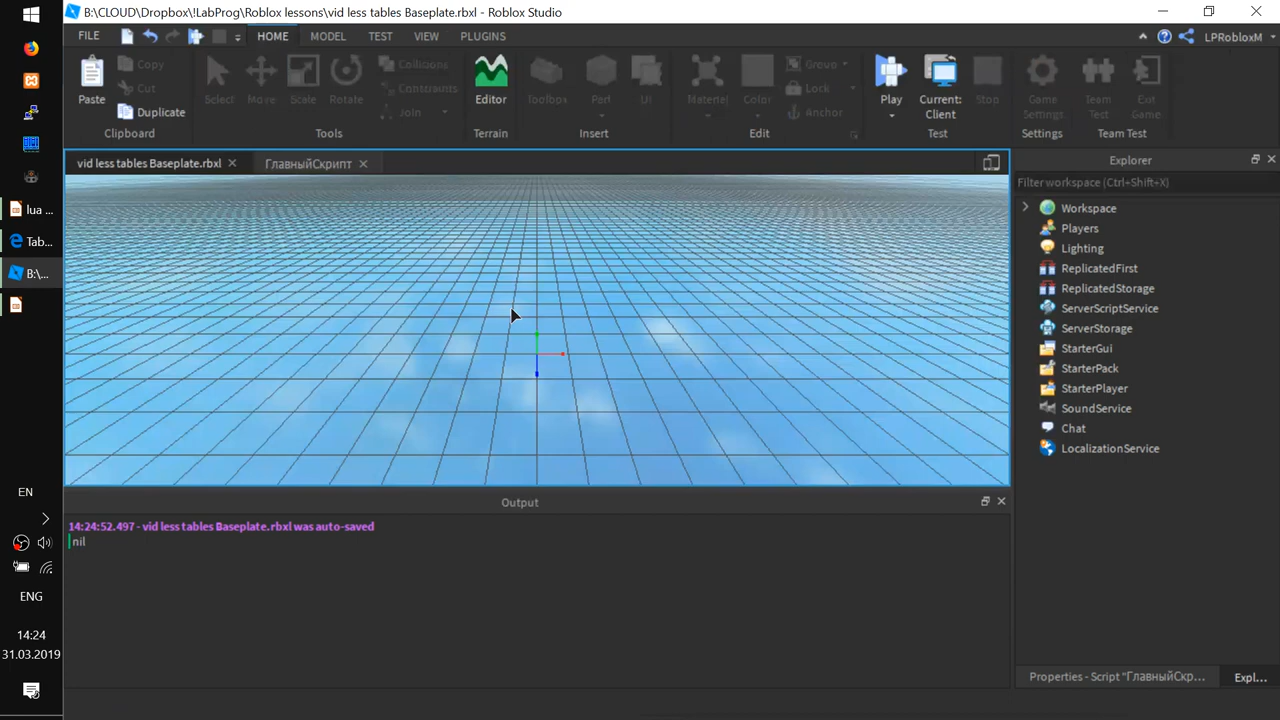 B:\CLOUD\Dropbox\!LabProg\Roblox lessons\vid less tables Baseplate.rbxl - Roblox Studio
FILE
HOME
MODEL
TEST
VIEW
PLUGINS
LPRobloxM
Paste
Copy
Cut
Duplicate
Clipboard
Select
Move
Scale
Rotate
Collisions
Constraints
Join
Tools
Editor
Terrain
Toolbox
Part
UI
Insert
Material
Color
Group
Lock
Anchor
Edit
Play
Current:
Client
Stop
Test
Game
Settings
Settings
Team
Test
Exit
Game
Team Test
vid less tables Baseplate.rbxl
ГлавныйСкрипт
Explorer
Filter workspace (Ctrl+Shift+X)
Workspace
Players
Lighting
ReplicatedFirst
ReplicatedStorage
ServerScriptService
ServerStorage
StarterGui
StarterPack
StarterPlayer
SoundService
Chat
LocalizationService
Properties - Script "ГлавныйСкр...
Expl...
Output
14:24:52.497 - vid less tables Baseplate.rbxl was auto-saved
nil
lua ...
Tab...
B:\...
EN
ENG
14:24
31.03.2019